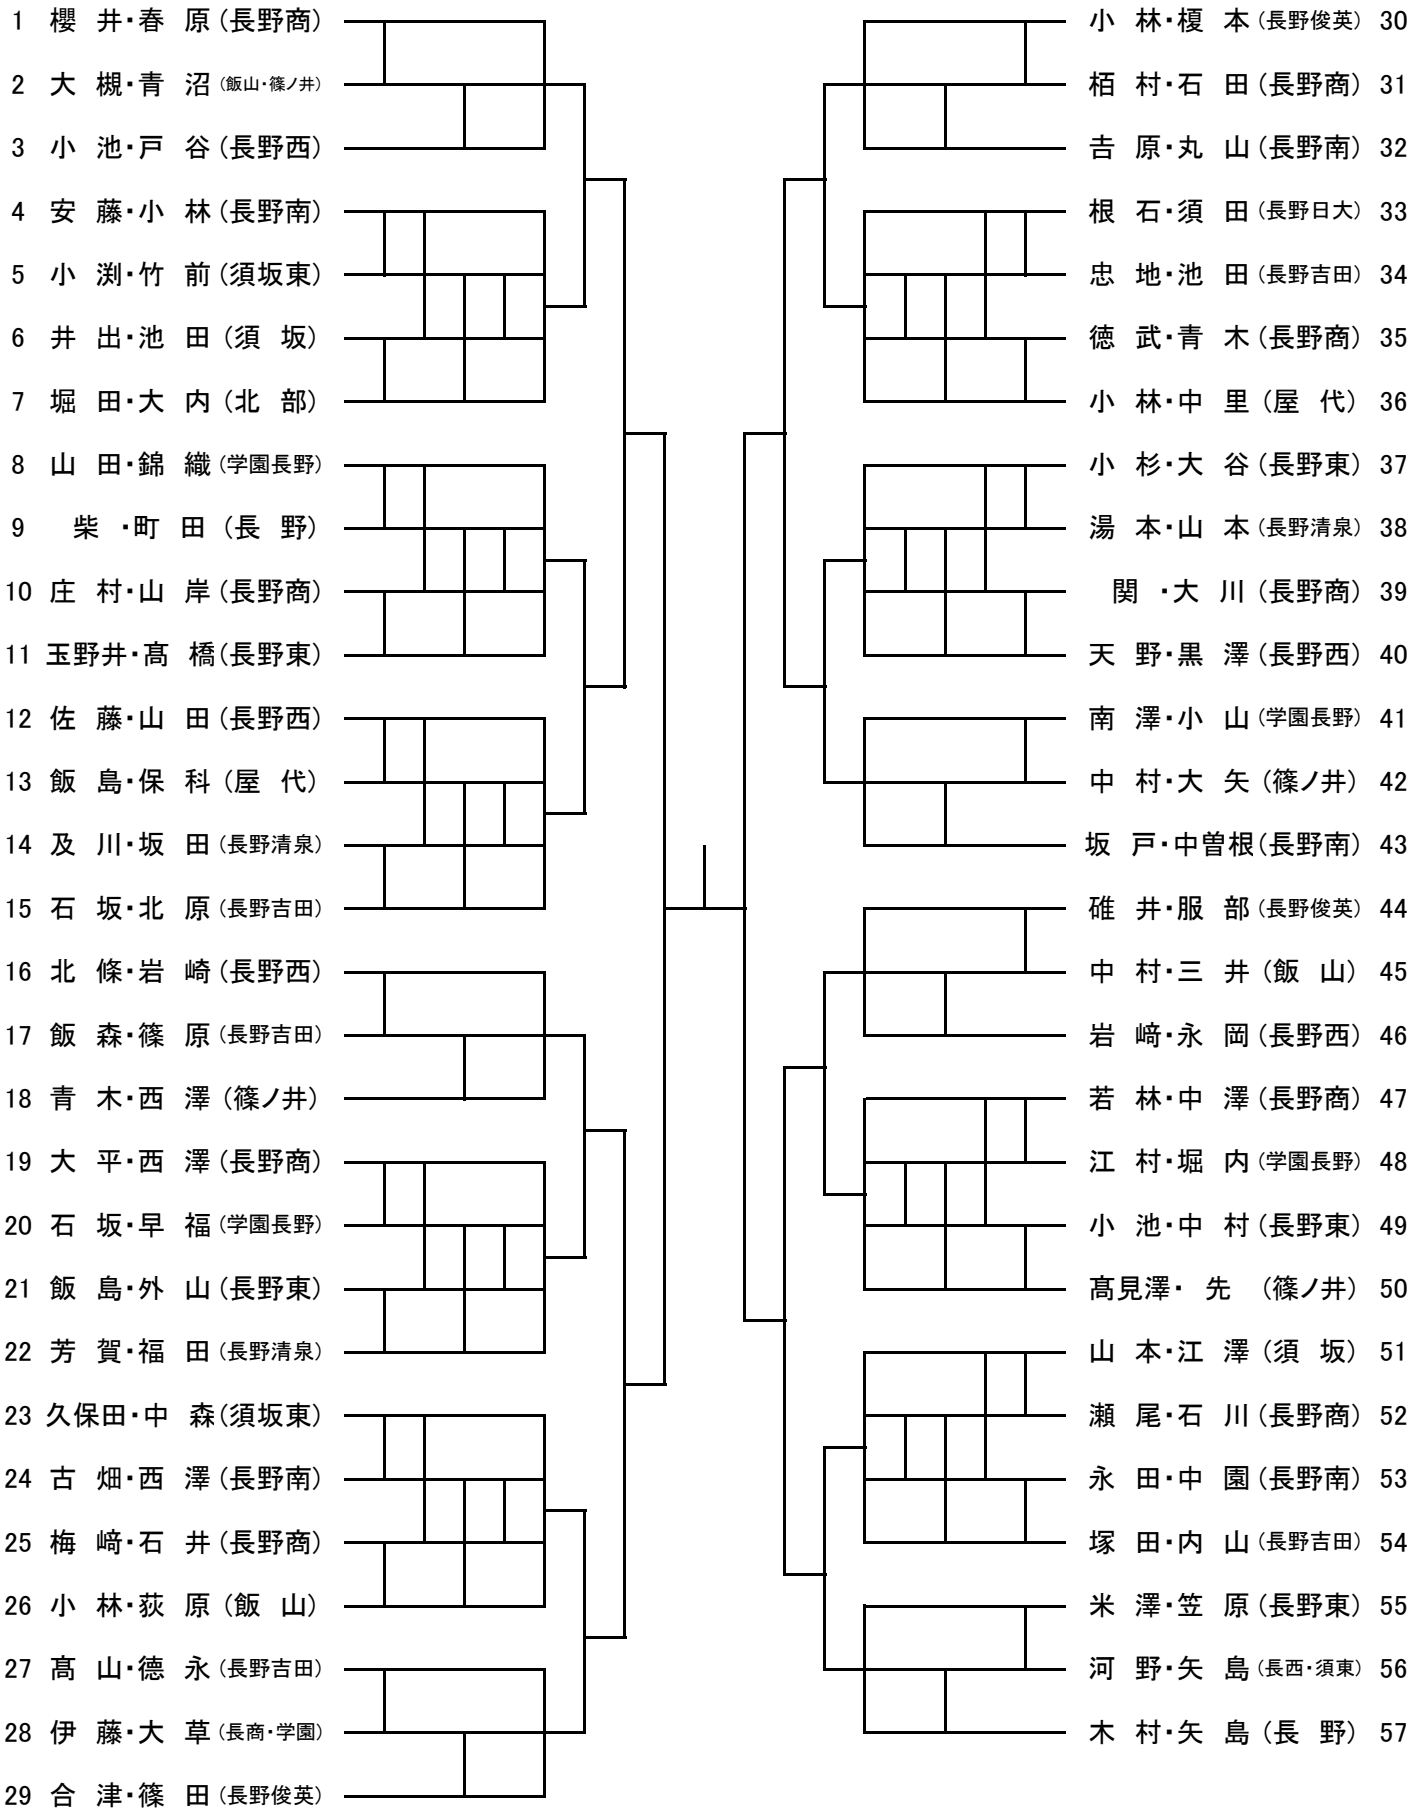 1 櫻 井・春 原 (長野商)
2 大 槻・青 沼 (飯山・篠ノ井)
3 小 池・戸 谷 (長野西)
4 安 藤・小 林 (長野南)
5 小 渕・竹 前 (須坂東)
6 井 出・池 田 (須 坂)
7 堀 田・大 内 (北 部)
8 山 田・錦 織 (学園長野)
9 柴 ・町 田 (長 野)
10 庄 村・山 岸 (長野商)
11 玉野井・髙 橋 (長野東)
12 佐 藤・山 田 (長野西)
13 飯 島・保 科 (屋 代)
14 及 川・坂 田 (長野清泉)
15 石 坂・北 原 (長野吉田)
16 北 條・岩 崎 (長野西)
17 飯 森・篠 原 (長野吉田)
18 青 木・西 澤 (篠ノ井)
19 大 平・西 澤 (長野商)
20 石 坂・早 福 (学園長野)
21 飯 島・外 山 (長野東)
22 芳 賀・福 田 (長野清泉)
23 久保田・中 森 (須坂東)
24 古 畑・西 澤 (長野南)
25 梅 﨑・石 井 (長野商)
26 小 林・荻 原 (飯 山)
27 髙 山・德 永 (長野吉田)
28 伊 藤・大 草 (長商・学園)
29 合 津・篠 田 (長野俊英)
小 林・榎 本 (長野俊英) 30
栢 村・石 田 (長野商) 31
𠮷 原・丸 山 (長野南) 32
根 石・須 田 (長野日大) 33
忠 地・池 田 (長野吉田) 34
徳 武・青 木 (長野商) 35
小 林・中 里 (屋 代) 36
小 杉・大 谷 (長野東) 37
湯 本・山 本 (長野清泉) 38
関 ・大 川 (長野商) 39
天 野・黒 澤 (長野西) 40
南 澤・小 山 (学園長野) 41
中 村・大 矢 (篠ノ井) 42
坂 戸・中曽根 (長野南) 43
碓 井・服 部 (長野俊英) 44
中 村・三 井 (飯 山) 45
岩 﨑・永 岡 (長野西) 46
若 林・中 澤 (長野商) 47
江 村・堀 内 (学園長野) 48
小 池・中 村 (長野東) 49
髙見澤・ 先 (篠ノ井) 50
山 本・江 澤 (須 坂) 51
瀬 尾・石 川 (長野商) 52
永 田・中 園 (長野南) 53
塚 田・内 山 (長野吉田) 54
米 澤・笠 原 (長野東) 55
河 野・矢 島 (長西・須東) 56
木 村・矢 島 (長 野) 57